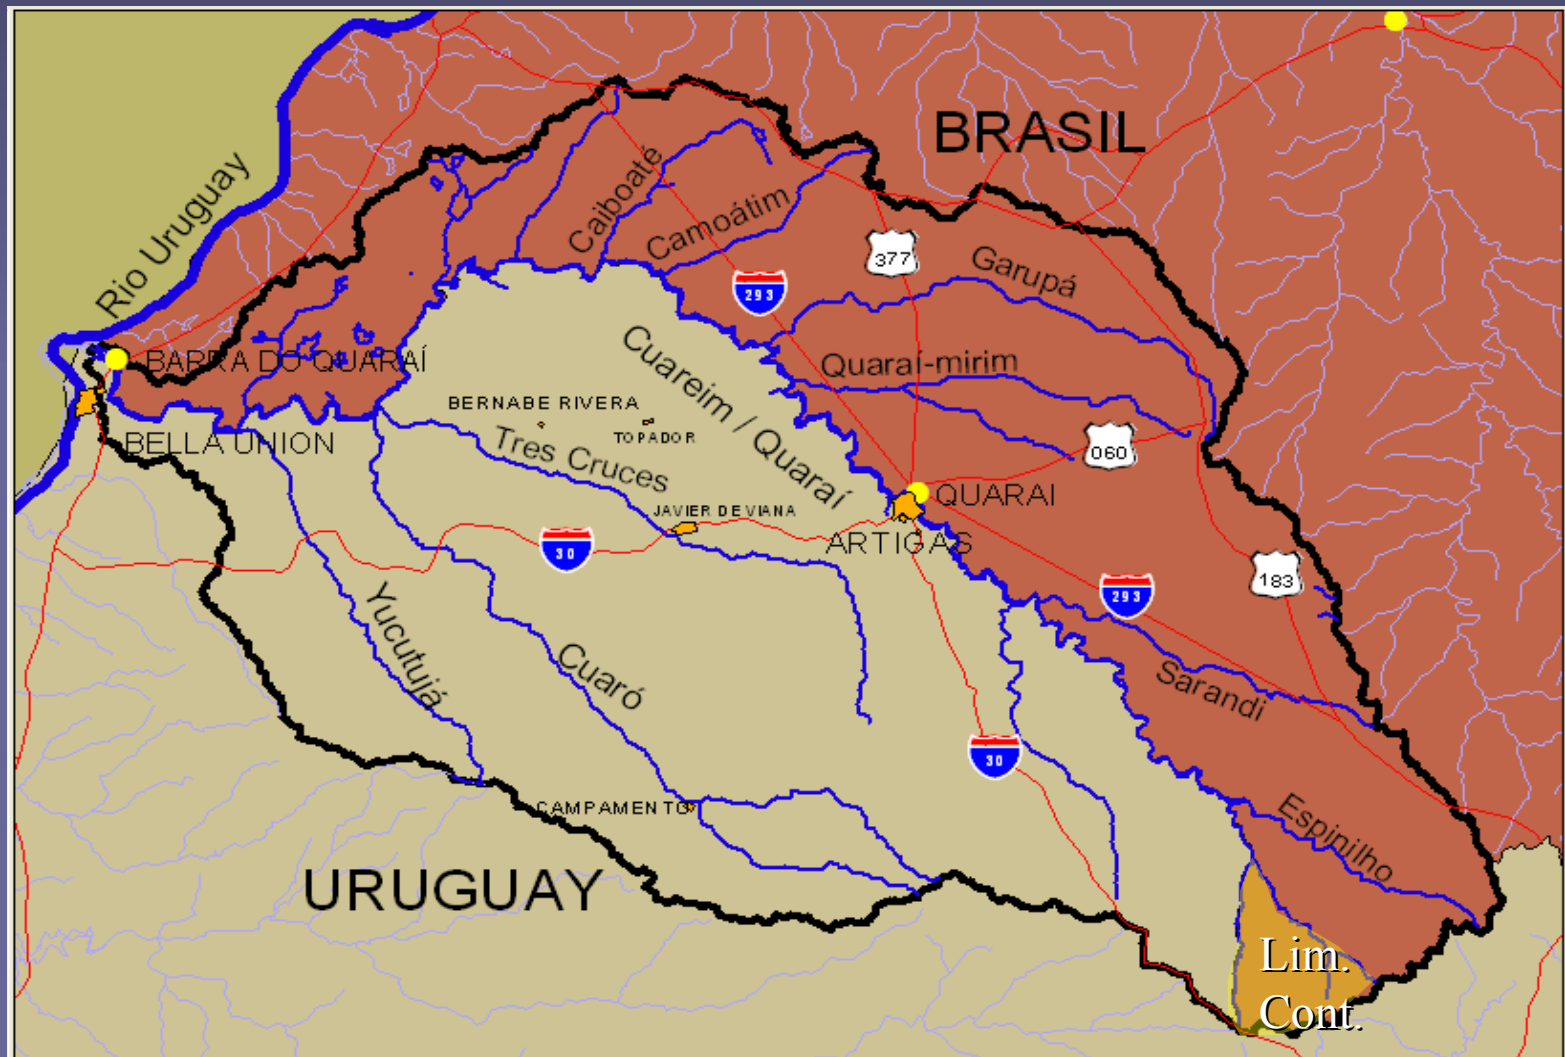 BRASIL
Rio Uruguay
Caiboaté
Camoátim
377
Garupá
293
BARRA DO QUARAÍ
Quaraí-mirim
Cuareim / Quaraí
BERNABE RIVERA
TOPADOR
BELLA UNION
Tres Cruces
060
QUARAI
JAVIER DE VIANA
ARTIGAS
30
183
293
Yucutujá
Cuaró
Sarandi
30
CAMPAMENTO
Espinilho
URUGUAY
Lim.
Cont.